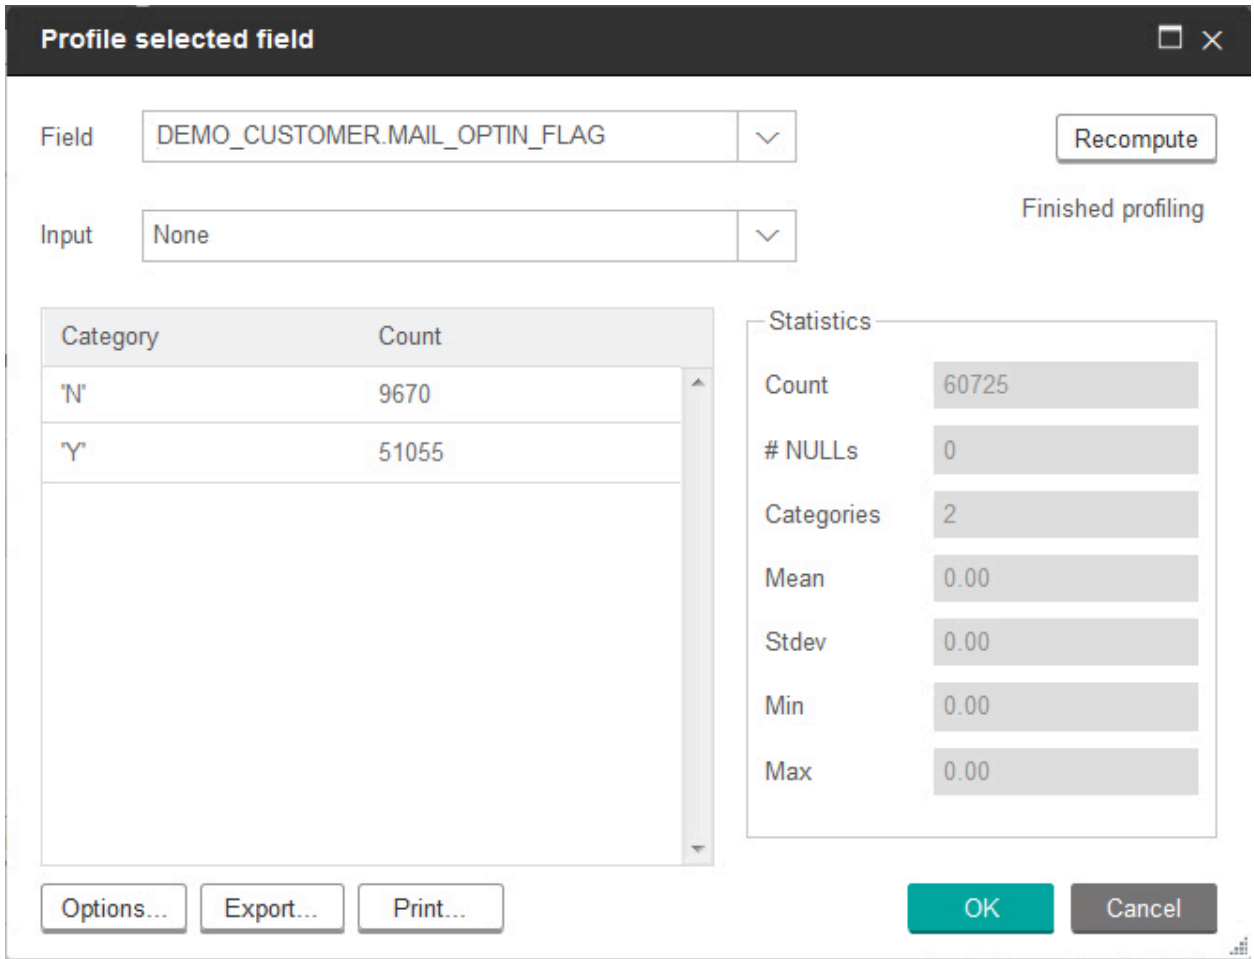 Profile selected field
Field DEMO_CUSTOMER.MAIL_OPTIN_FLAG Recompute
Finished profiling
Input None
Category Count
'N' 9670
'Y' 51055
Statistics
Count 60725
# NULLs 0
Categories 2
Mean 0.00
Stdev 0.00
Min 0.00
Max 0.00
Options... Export... Print... OK Cancel